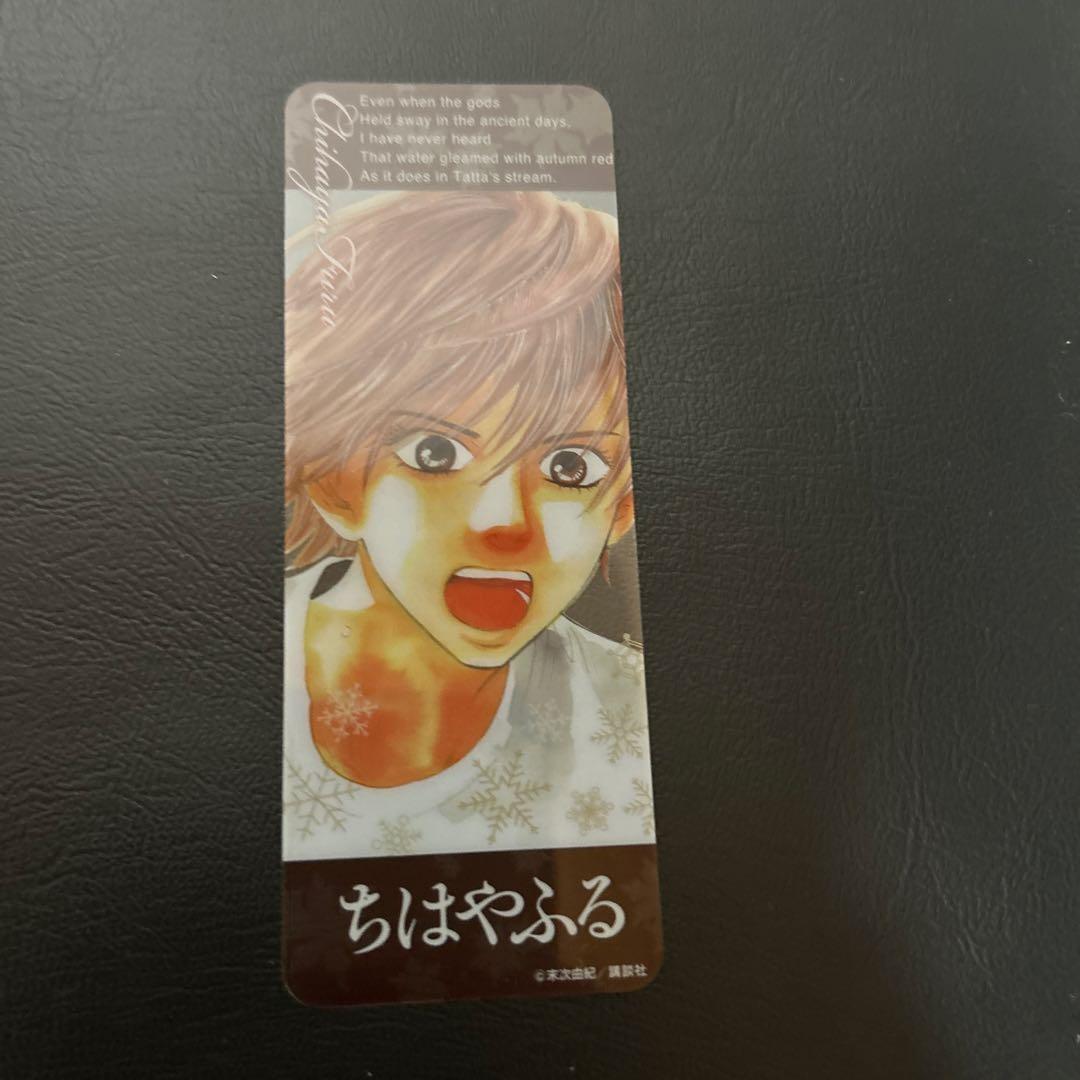 Even when the gods
Held sway in the ancient days,
I have never heard
That water gleamed with autumn red
As it does in Tatta's stream.
Chihaya Furu
ちはやふる
©末次由紀／講談社